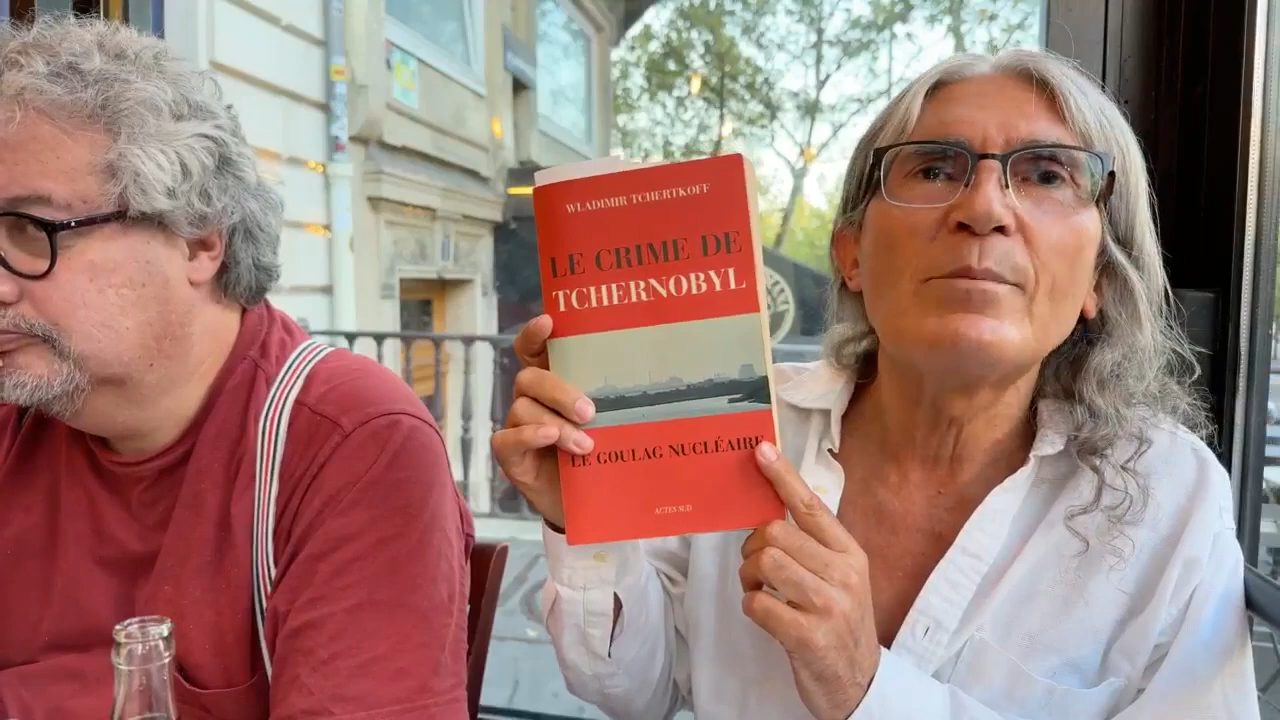 WLADIMIR TCHERTKOFF
LE CRIME DE
TCHERNOBYL
LE GOULAG NUCLÉAIRE
ACTES SUD